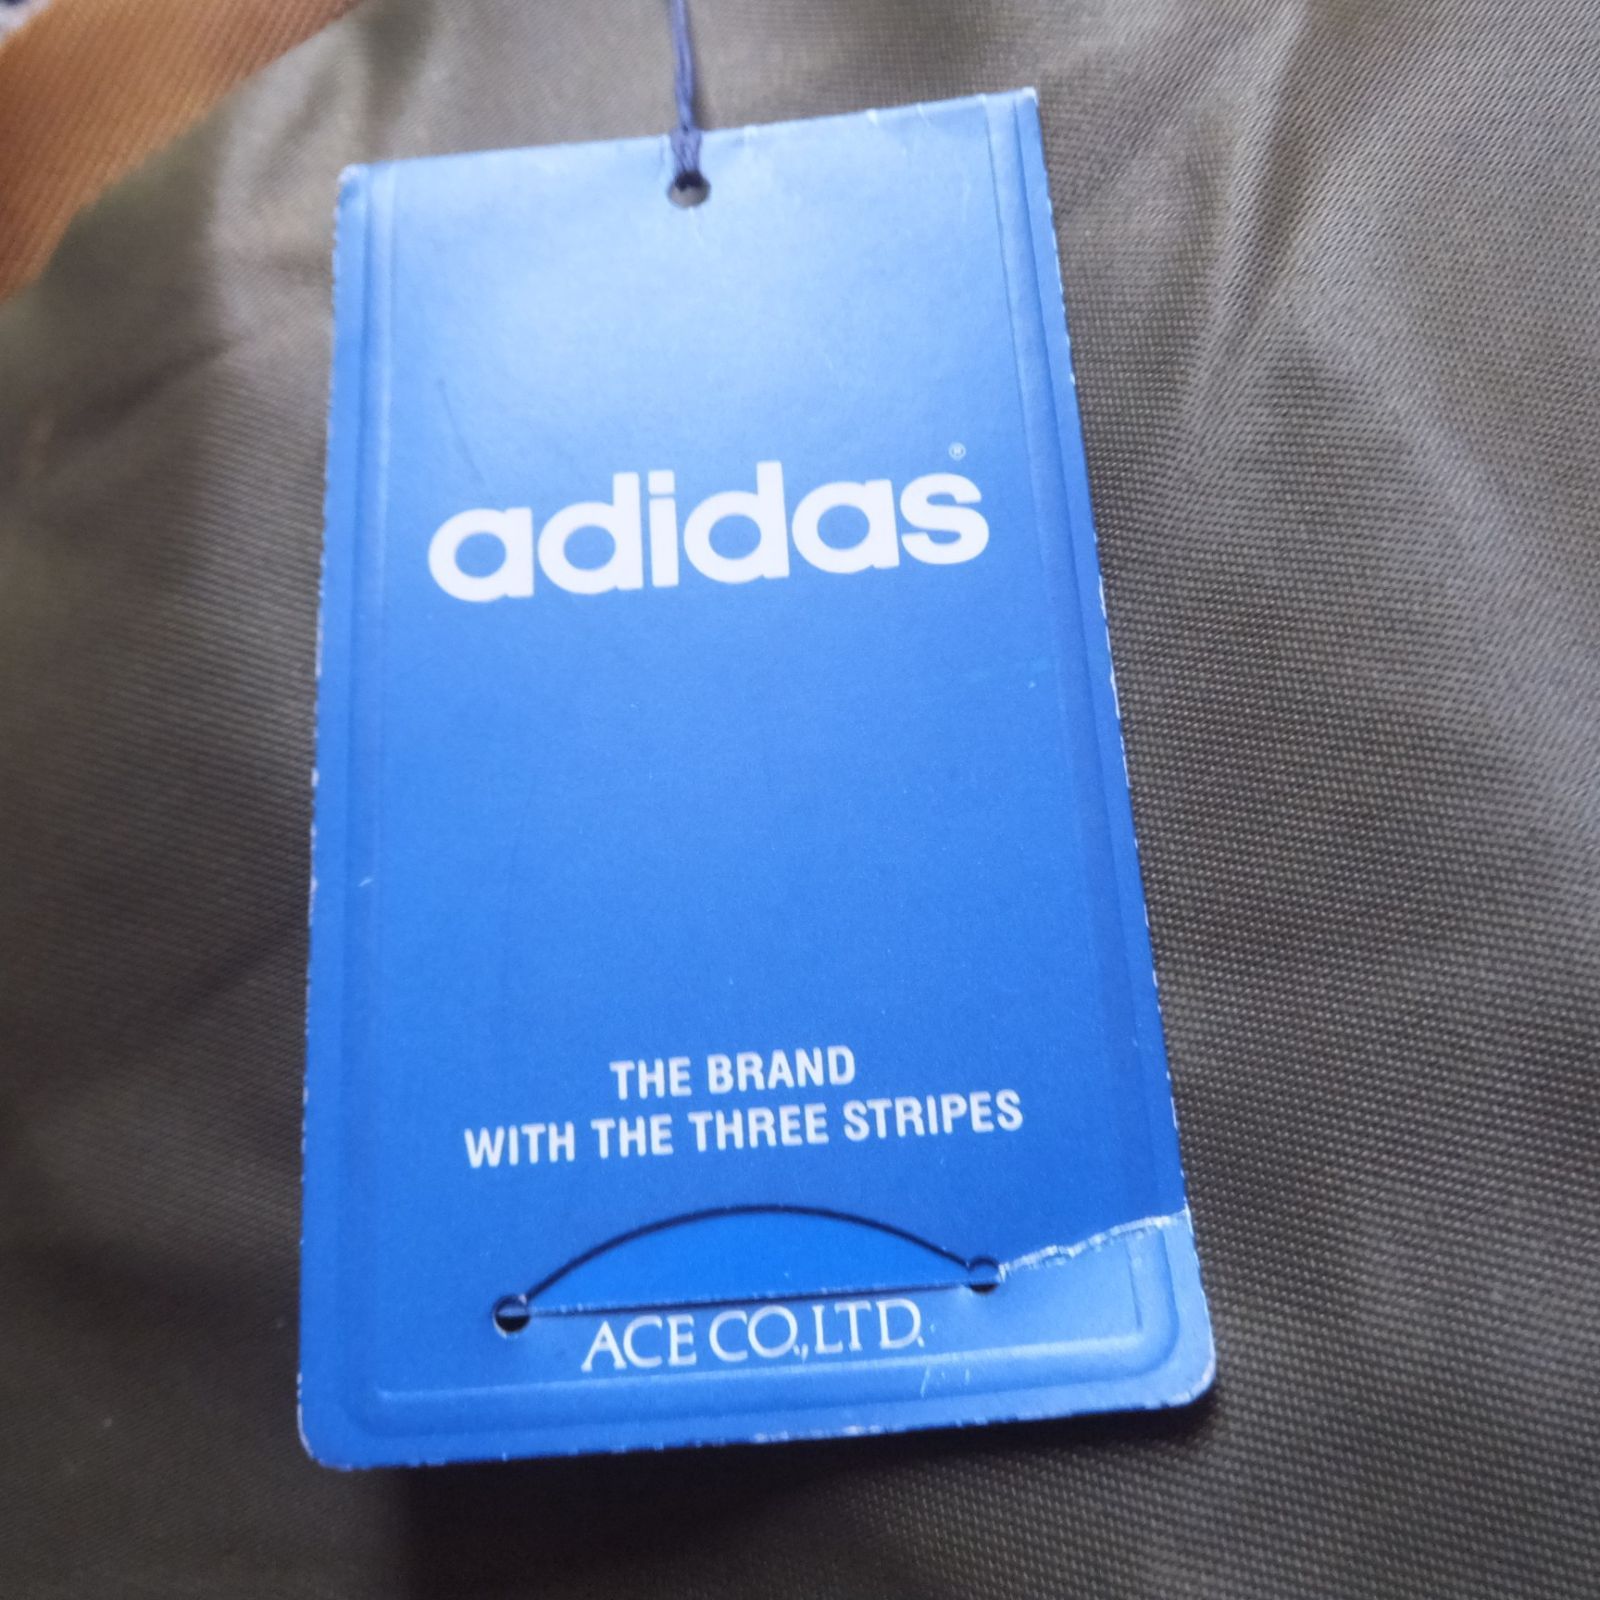 adidas®
THE BRAND
WITH THE THREE STRIPES
ACE CO.,LTD.